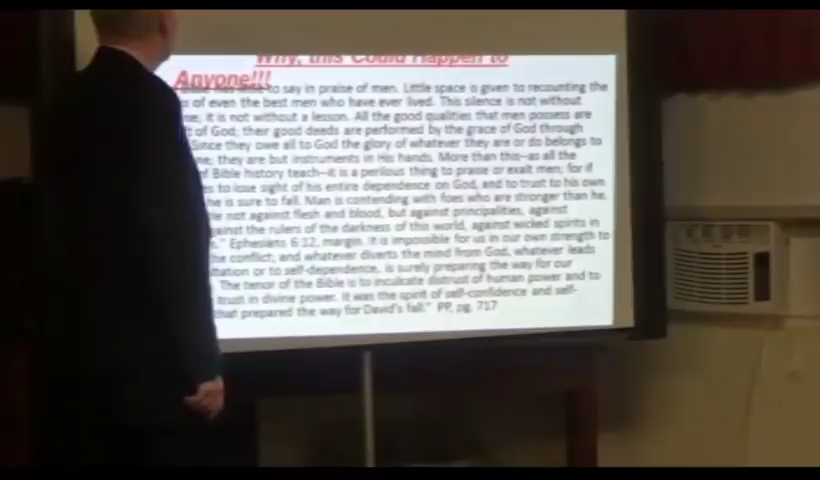 Why, this Could Happen to
Anyone!!!
to say in praise of men. Little space is given to recounting the
of even the best men who have ever lived. This silence is not without
it is not without a lesson. All the good qualities that men possess are
of God; their good deeds are performed by the grace of God through
Since they owe all to God the glory of whatever they are or do belongs to
they are but instruments in His hands. More than this--as all the
of Bible history teach--it is a perilous thing to praise or exalt men; for if
to lose sight of his entire dependence on God, and to trust to his own
he is sure to fall. Man is contending with foes who are stronger than he.
not against flesh and blood, but against principalities, against
the rulers of the darkness of this world, against wicked spirits in
" Ephesians 6:12, margin. It is impossible for us in our own strength to
the conflict; and whatever diverts the mind from God, whatever leads
or to self-dependence, is surely preparing the way for our
The tenor of the Bible is to inculcate distrust of human power and to
trust in divine power. It was the spirit of self-confidence and self-
that prepared the way for David's fall." PP, pg. 717